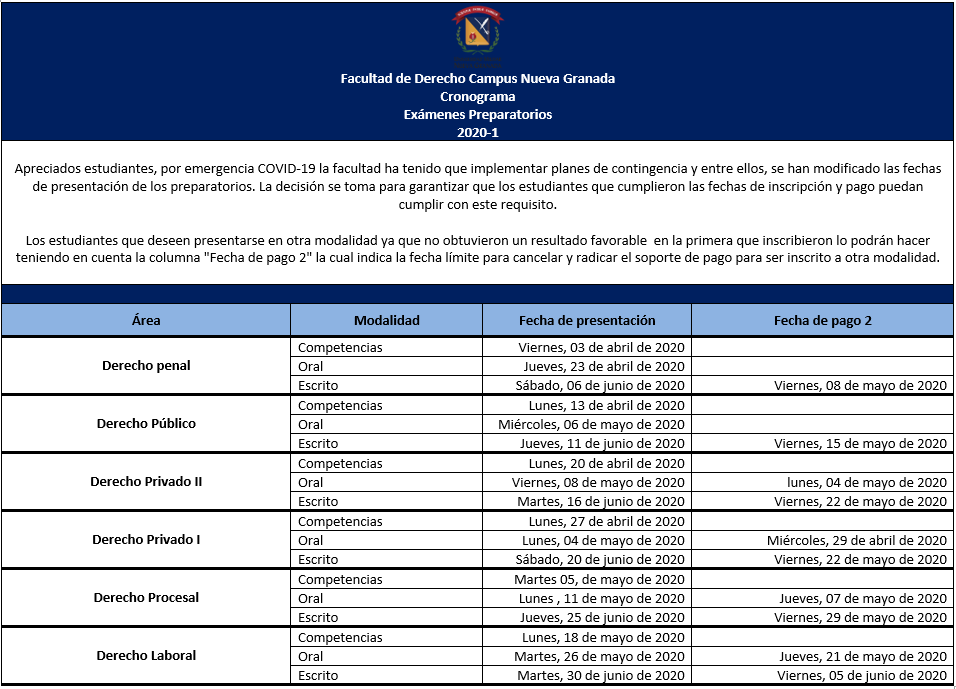 Facultad de Derecho Campus Nueva Granada
Cronograma
Exámenes Preparatorios
2020-1
Apreciados estudiantes, por emergencia COVID-19 la facultad ha tenido que implementar planes de contingencia y entre ellos, se han modificado las fechas
de presentación de los preparatorios. La decisión se toma para garantizar que los estudiantes que cumplieron las fechas de inscripción y pago puedan
cumplir con este requisito.
Los estudiantes que deseen presentarse en otra modalidad ya que no obtuvieron un resultado favorable  en la primera que inscribieron lo podrán hacer
teniendo en cuenta la columna "Fecha de pago 2" la cual indica la fecha límite para cancelar y radicar el soporte de pago para ser inscrito a otra modalidad.
Área Modalidad Fecha de presentación Fecha de pago 2
Derecho penal
Competencias Viernes, 03 de abril de 2020
Oral Jueves, 23 de abril de 2020
Escrito Sábado, 06 de junio de 2020 Viernes, 08 de mayo de 2020
Derecho Público
Competencias Lunes, 13 de abril de 2020
Oral Miércoles, 06 de mayo de 2020
Escrito Jueves, 11 de junio de 2020 Viernes, 15 de mayo de 2020
Derecho Privado II
Competencias Lunes, 20 de abril de 2020
Oral Viernes, 08 de mayo de 2020 lunes, 04 de mayo de 2020
Escrito Martes, 16 de junio de 2020 Viernes, 22 de mayo de 2020
Derecho Privado I
Competencias Lunes, 27 de abril de 2020
Oral Lunes, 04 de mayo de 2020 Miércoles, 29 de abril de 2020
Escrito Sábado, 20 de junio de 2020 Viernes, 22 de mayo de 2020
Derecho Procesal
Competencias Martes 05, de mayo de 2020
Oral Lunes , 11 de mayo de 2020 Jueves, 07 de mayo de 2020
Escrito Jueves, 25 de junio de 2020 Viernes, 29 de mayo de 2020
Derecho Laboral
Competencias Lunes, 18 de mayo de 2020
Oral Martes, 26 de mayo de 2020 Jueves, 21 de mayo de 2020
Escrito Martes, 30 de junio de 2020 Viernes, 05 de junio de 2020